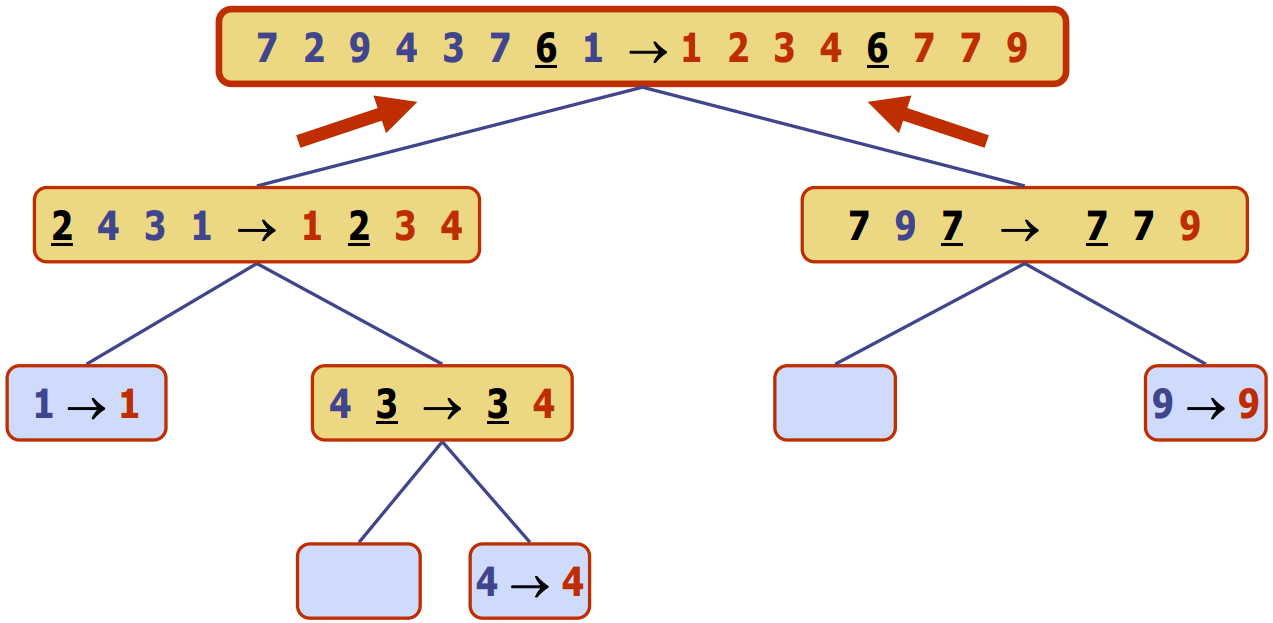 7 2 9 4 3 7 6 1 → 1 2 3 4 6 7 7 9
2 4 3 1 → 1 2 3 4
7 9 7 → 7 7 9
1 → 1
4 3 → 3 4
9 → 9
4 → 4